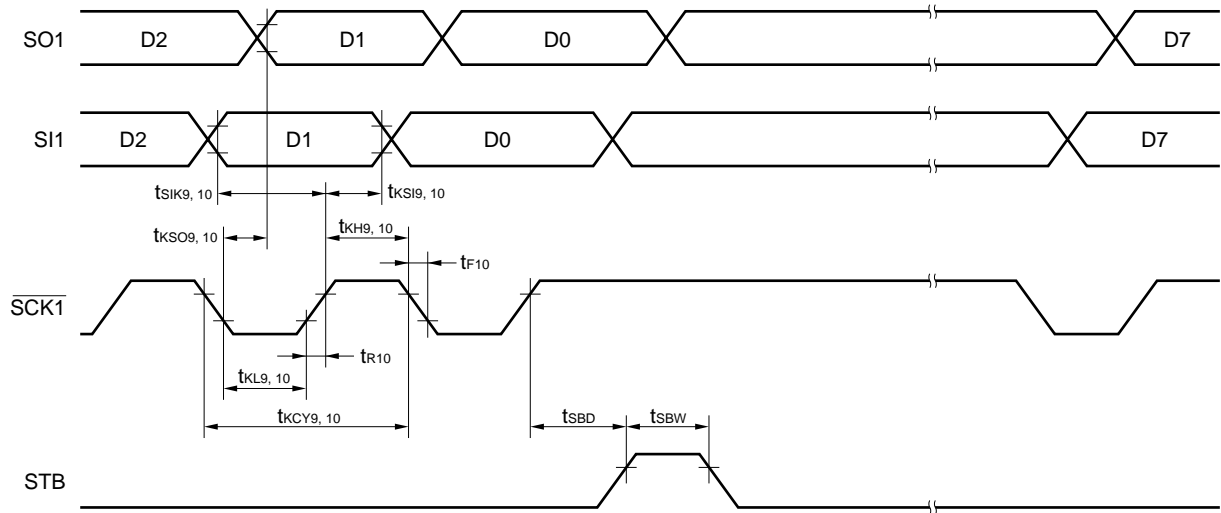 SO1 D2 D1 D0 D7
SI1 D2 D1 D0 D7
tSIK9, 10 tKSI9, 10
tKSO9, 10 tKH9, 10
tF10
SCK1
tR10
tKL9, 10
tKCY9, 10
tSBD tSBW
STB